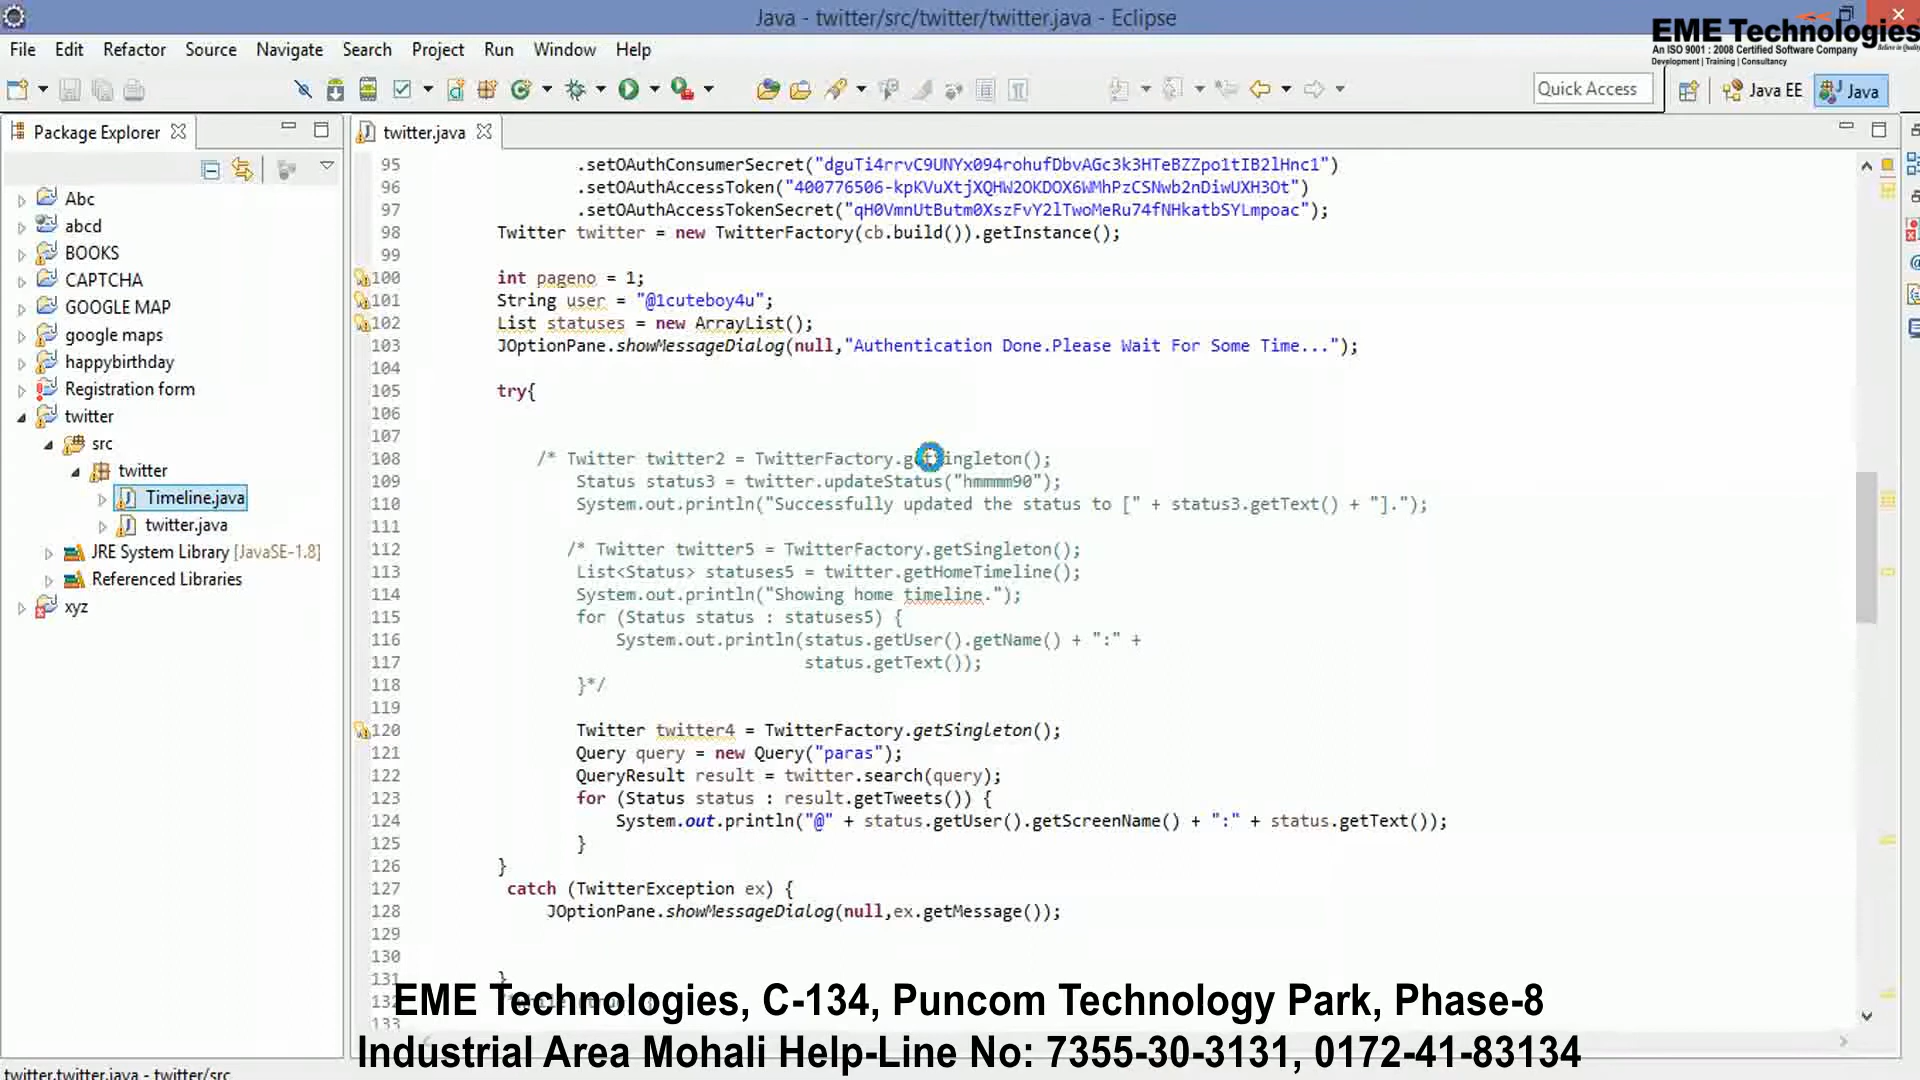 Java - twitter/src/twitter/twitter.java - Eclipse
EME Technologies
An ISO 9001 : 2008 Certified Software Company
Believe in Quality
Development | Training | Consultancy
File Edit Refactor Source Navigate Search Project Run Window Help
Quick Access
Java EE
Java
Package Explorer
twitter.java
Abc
abcd
BOOKS
CAPTCHA
GOOGLE MAP
google maps
happybirthday
Registration form
twitter
src
twitter
Timeline.java
twitter.java
JRE System Library [JavaSE-1.8]
Referenced Libraries
xyz
95 .setOAuthConsumerSecret("dguTi4rrvC9UNYx094rohufDbvAGc3k3HTeBZZpo1tIB2lHnc1")
96 .setOAuthAccessToken("400776506-kpKVuXtjXQHW2OKDOX6WMhPzCSNwb2nDiwUXH3Ot")
97 .setOAuthAccessTokenSecret("qH0VmnUtButm0XszFvY2lTwoMeRu74fNHkatbSYLmpoac");
98 Twitter twitter = new TwitterFactory(cb.build()).getInstance();
99
100 int pageno = 1;
101 String user = "@1cuteboy4u";
102 List statuses = new ArrayList();
103 JOptionPane.showMessageDialog(null,"Authentication Done.Please Wait For Some Time...");
104
105 try{
106
107
108 /* Twitter twitter2 = TwitterFactory.getSingleton();
109 Status status3 = twitter.updateStatus("hmmmm90");
110 System.out.println("Successfully updated the status to [" + status3.getText() + "].");
111
112 /* Twitter twitter5 = TwitterFactory.getSingleton();
113 List<Status> statuses5 = twitter.getHomeTimeline();
114 System.out.println("Showing home timeline.");
115 for (Status status : statuses5) {
116 System.out.println(status.getUser().getName() + ":" +
117 status.getText());
118 }*/
119
120 Twitter twitter4 = TwitterFactory.getSingleton();
121 Query query = new Query("paras");
122 QueryResult result = twitter.search(query);
123 for (Status status : result.getTweets()) {
124 System.out.println("@" + status.getUser().getScreenName() + ":" + status.getText());
125 }
126 }
127 catch (TwitterException ex) {
128 JOptionPane.showMessageDialog(null,ex.getMessage());
129
130
131 }
132
133
EME Technologies, C-134, Puncom Technology Park, Phase-8
Industrial Area Mohali Help-Line No: 7355-30-3131, 0172-41-83134
twitter.twitter.java - twitter/src